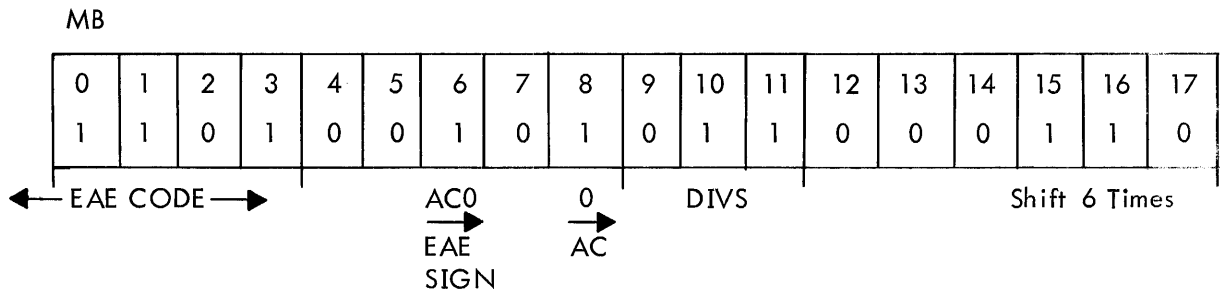 MB
0 1 2 3 4 5 6 7 8 9 10 11 12 13 14 15 16 17
1 1 0 1 0 0 1 0 1 0 1 1 0 0 0 1 1 0
EAE CODE AC0 0 DIVS Shift 6 Times
EAE AC
SIGN